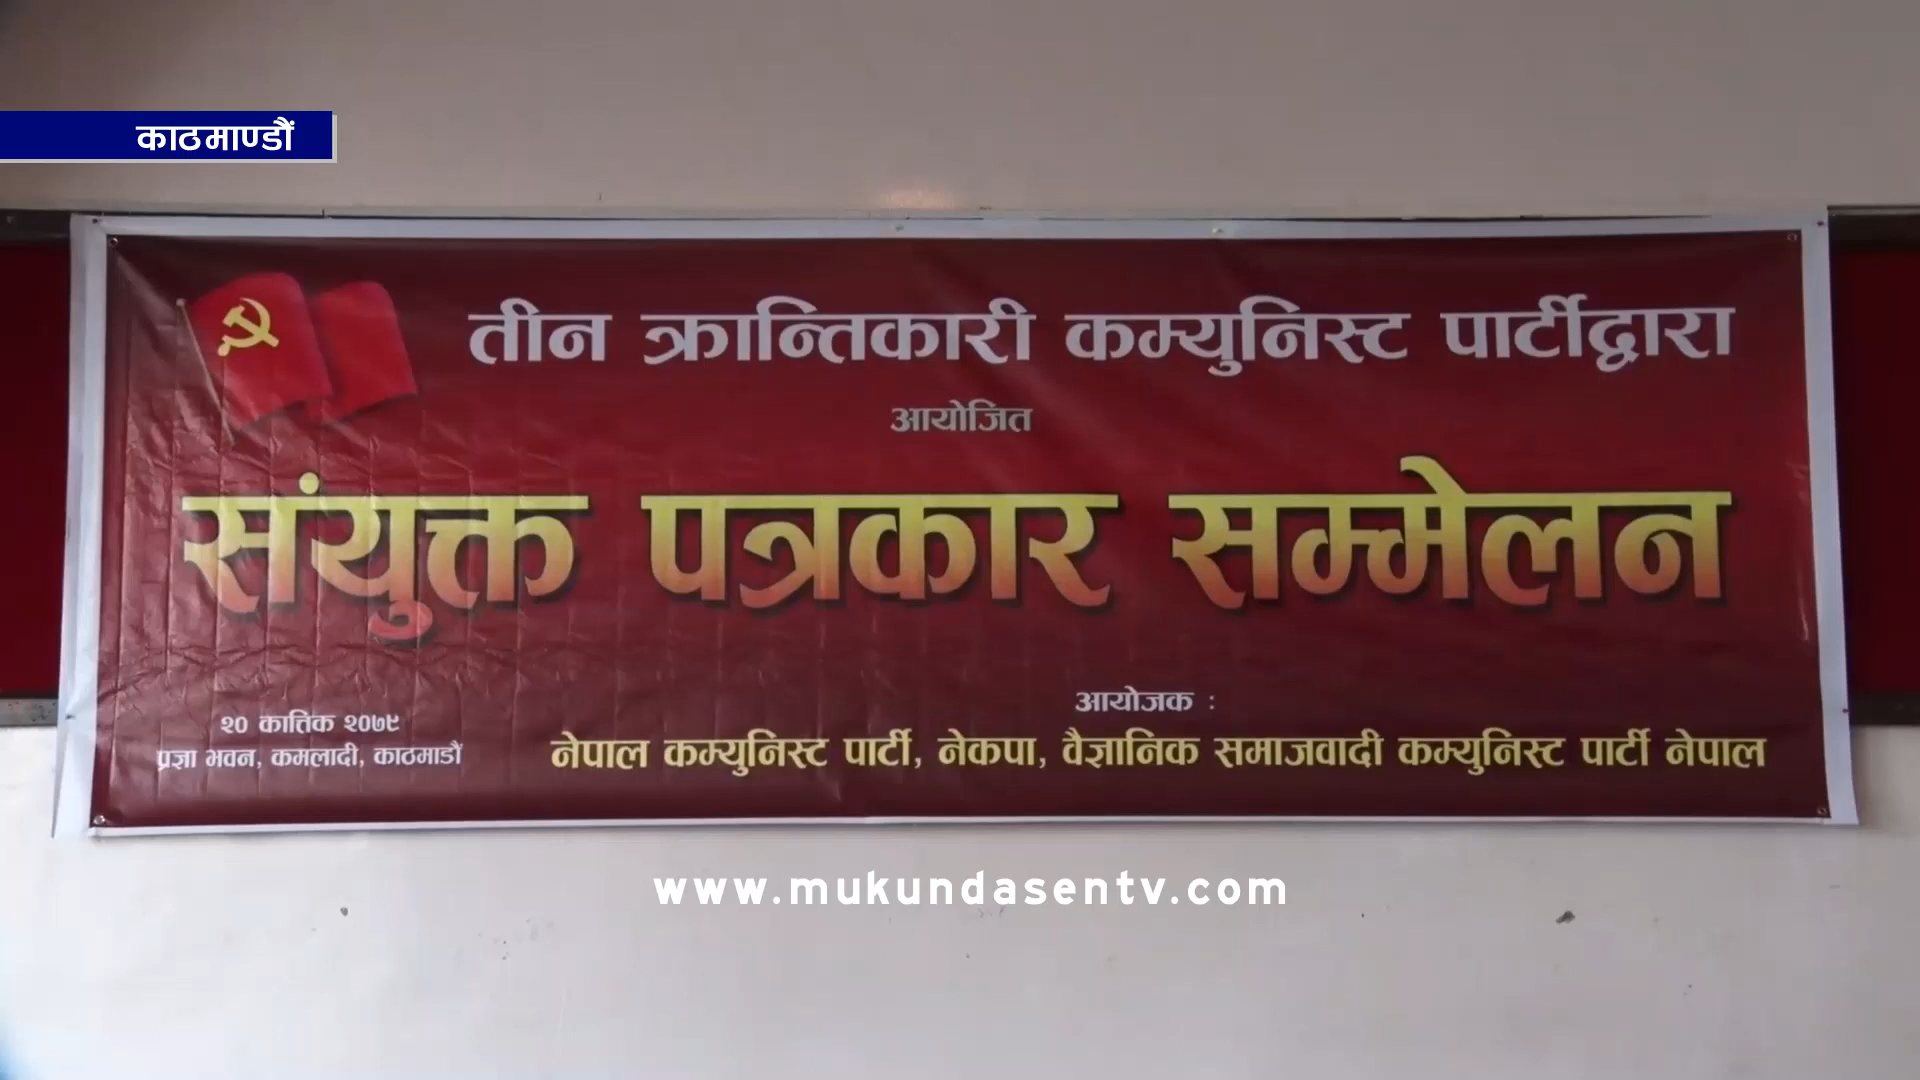 काठमाण्डौं
तीन क्रान्तिकारी कम्युनिस्ट पार्टीद्वारा
आयोजित
संयुक्त पत्रकार सम्मेलन
आयोजक :
२० कात्तिक २०७९
प्रज्ञा भवन, कमलादी, काठमाडौं
नेपाल कम्युनिस्ट पार्टी, नेकपा, वैज्ञानिक समाजवादी कम्युनिस्ट पार्टी नेपाल
www.mukundasentv.com